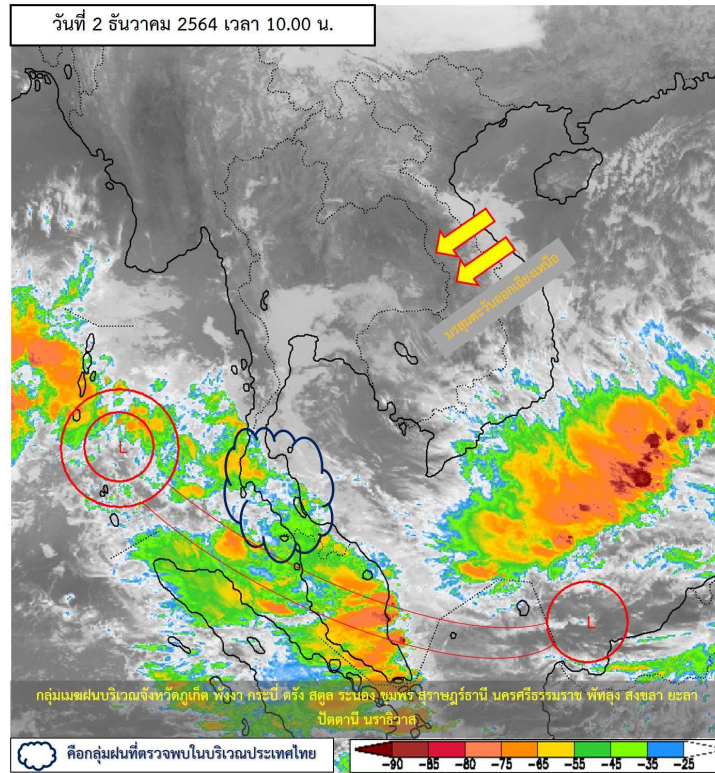 วันที่ 2 ธันวาคม 2564 เวลา 10.00 น.
มรสุมตะวันออกเฉียงเหนือ
L
L
กลุ่มเมฆฝนบริเวณจังหวัดภูเก็ต พังงา กระบี่ ตรัง สตูล ระนอง ชุมพร สุราษฎร์ธานี นครศรีธรรมราช พัทลุง สงขลา ยะลา
ปัตตานี นราธิวาส
คือกลุ่มฝนที่ตรวจพบในบริเวณประเทศไทย
-90 -85 -80 -75 -65 -55 -45 -35 -25